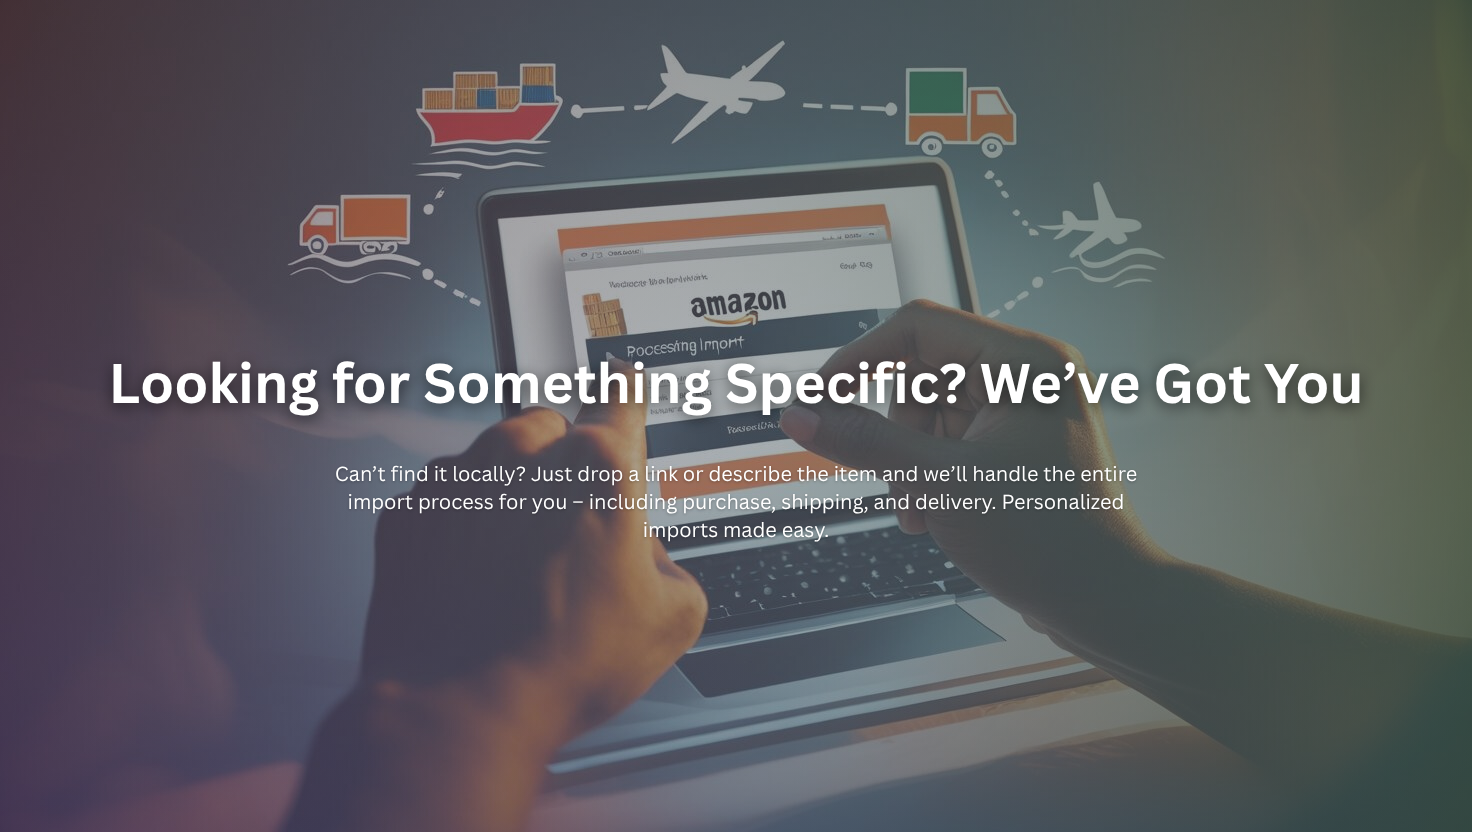 amazon
Looking for Something Specific? We’ve Got You
Can’t find it locally? Just drop a link or describe the item and we’ll handle the entire
import process for you – including purchase, shipping, and delivery. Personalized
imports made easy.